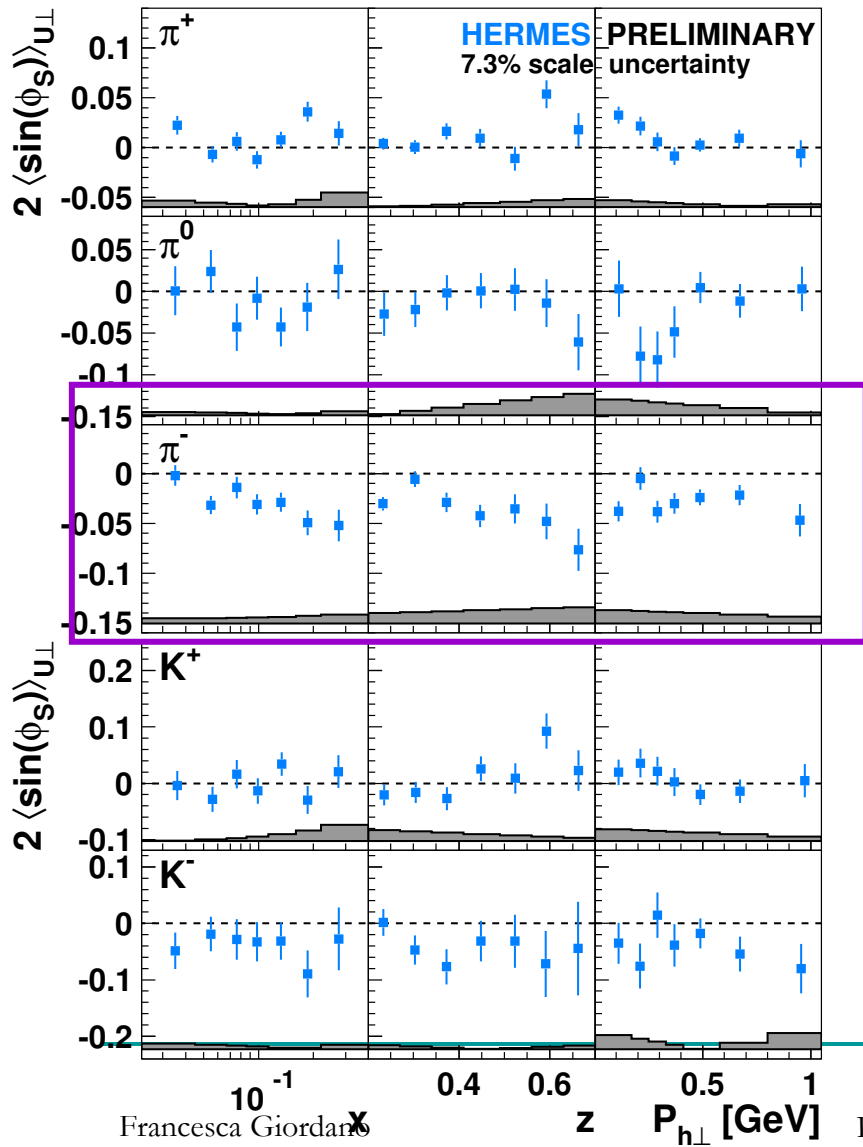 π+
HERMES PRELIMINARY
7.3% scale uncertainty
2 ⟨sin(ϕS)⟩U⊥
0.1
0.05
0
-0.05
π0
0.05
0
-0.05
-0.1
-0.15
π-
0
-0.05
-0.1
-0.15
2 ⟨sin(ϕS)⟩U⊥
K+
0.2
0.1
0
-0.1
K-
0.1
0
-0.1
-0.2
10-1
0.4
0.6
0.5
1
x
z
Ph⊥ [GeV]
Francesca Giordano